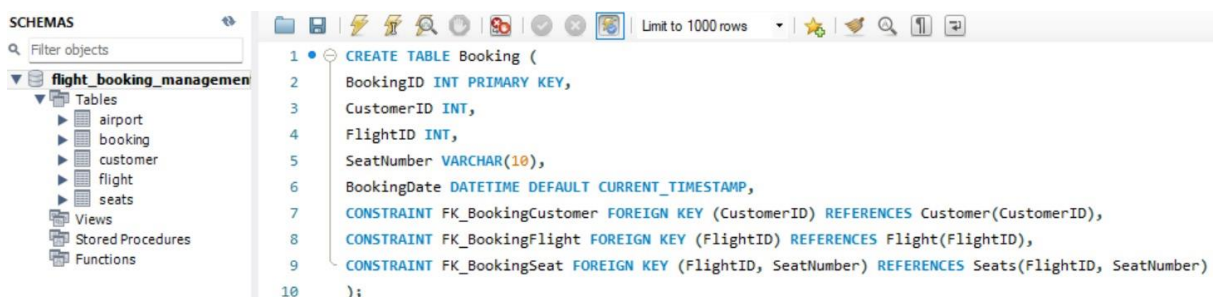 SCHEMAS
Filter objects
flight_booking_managemen
Tables
airport
booking
customer
flight
seats
Views
Stored Procedures
Functions
Limit to 1000 rows
1 CREATE TABLE Booking (
2 BookingID INT PRIMARY KEY,
3 CustomerID INT,
4 FlightID INT,
5 SeatNumber VARCHAR(10),
6 BookingDate DATETIME DEFAULT CURRENT_TIMESTAMP,
7 CONSTRAINT FK_BookingCustomer FOREIGN KEY (CustomerID) REFERENCES Customer(CustomerID),
8 CONSTRAINT FK_BookingFlight FOREIGN KEY (FlightID) REFERENCES Flight(FlightID),
9 CONSTRAINT FK_BookingSeat FOREIGN KEY (FlightID, SeatNumber) REFERENCES Seats(FlightID, SeatNumber)
10 );